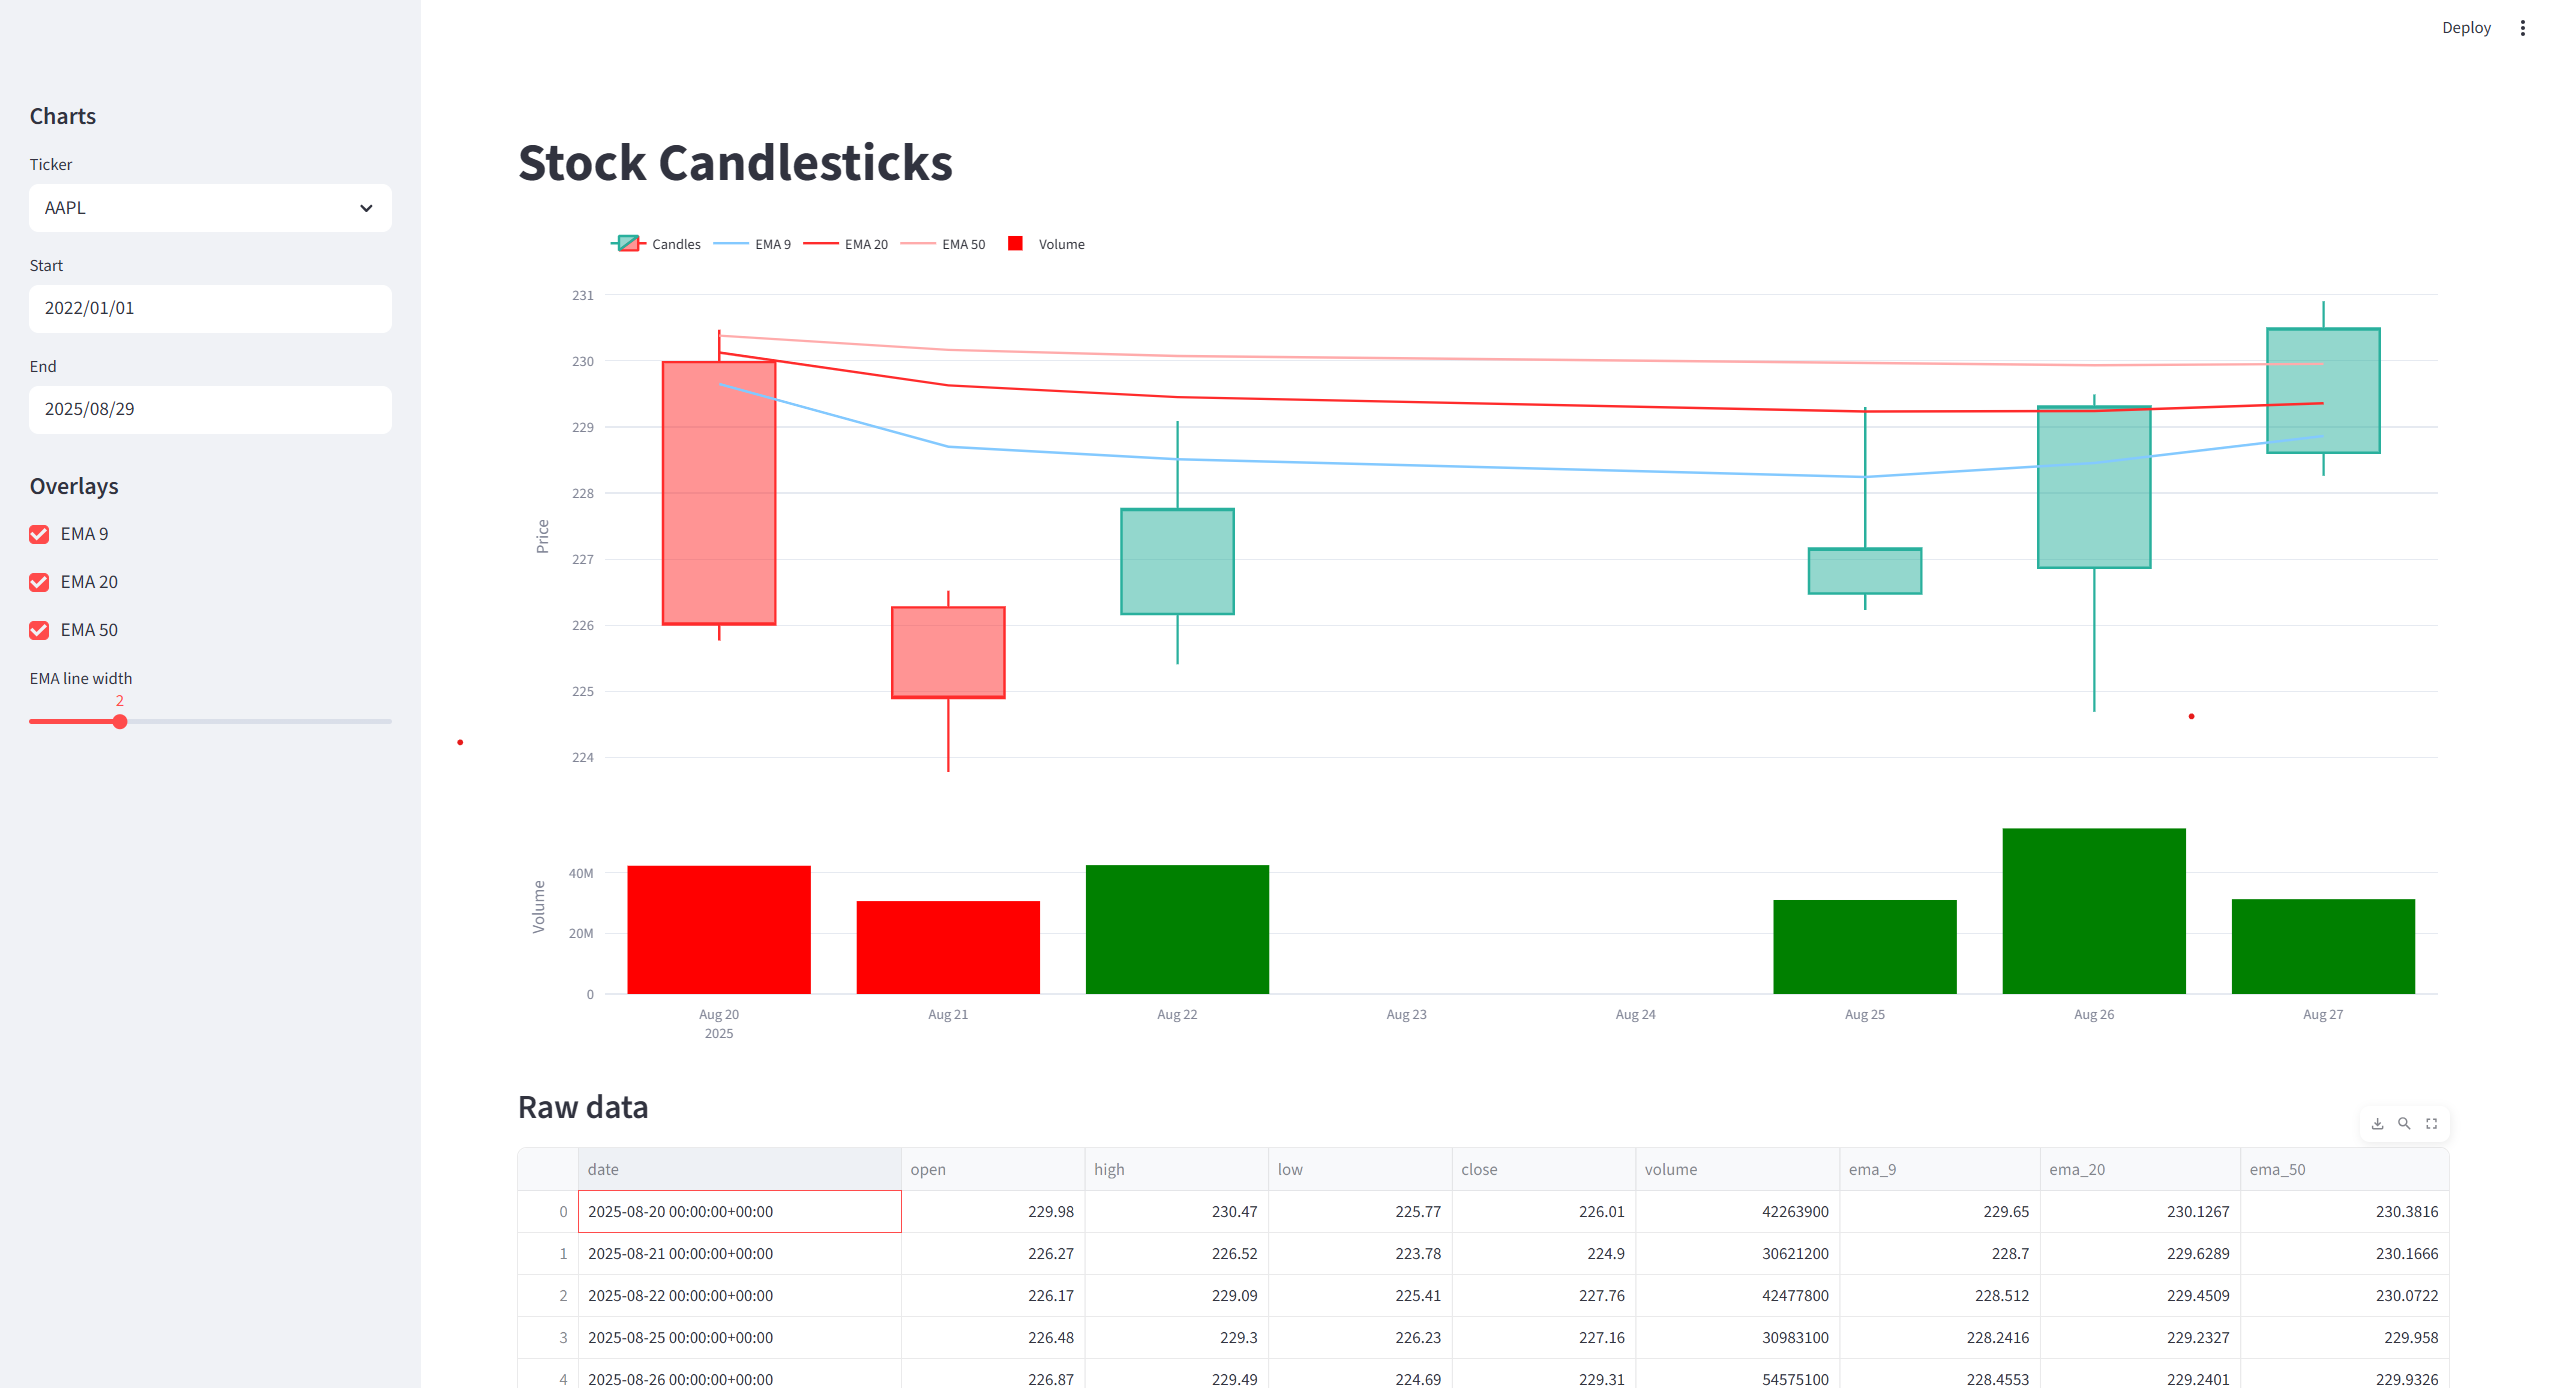 Deploy
Charts
Ticker
AAPL
Start
2022/01/01
End
2025/08/29
Overlays
EMA 9
EMA 20
EMA 50
EMA line width
2
Stock Candlesticks
Candles EMA 9 EMA 20 EMA 50 Volume
231
230
229
228
227
226
225
224
Price
40M
20M
0
Volume
Aug 20 Aug 21 Aug 22 Aug 23 Aug 24 Aug 25 Aug 26 Aug 27
2025
Raw data
date open high low close volume ema_9 ema_20 ema_50
0 2025-08-20 00:00:00+00:00 229.98 230.47 225.77 226.01 42263900 229.65 230.1267 230.3816
1 2025-08-21 00:00:00+00:00 226.27 226.52 223.78 224.9 30621200 228.7 229.6289 230.1666
2 2025-08-22 00:00:00+00:00 226.17 229.09 225.41 227.76 42477800 228.512 229.4509 230.0722
3 2025-08-25 00:00:00+00:00 226.48 229.3 226.23 227.16 30983100 228.2416 229.2327 229.958
4 2025-08-26 00:00:00+00:00 226.87 229.49 224.69 229.31 54575100 228.4553 229.2401 229.9326